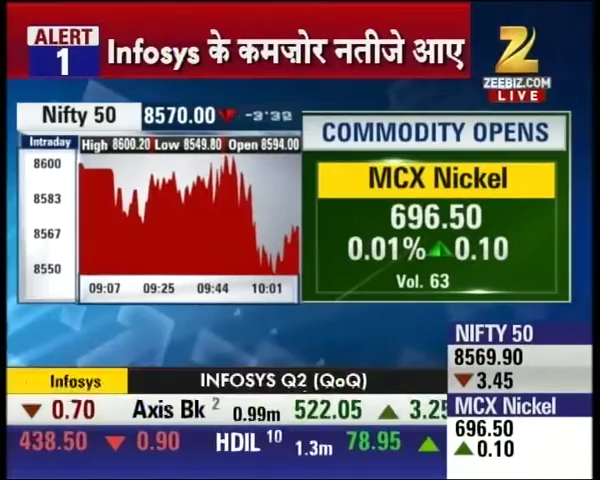 ALERT
1
Infosys के कमज़ोर नतीजे आए
Z
ZEEBIZ.COM
LIVE
Nifty 50 8570.00 ▼ -3.32
Intraday High 8600.20 Low 8549.80 Open 8594.00
8600
8583
8567
8550
09:07 09:25 09:44 10:01
COMMODITY OPENS
MCX Nickel
696.50
0.01% ▲ 0.10
Vol. 63
NIFTY 50
8569.90
▼ 3.45
MCX Nickel
696.50
▲ 0.10
Infosys INFOSYS Q2 (QoQ)
▼ 0.70 Axis Bk 2 0.99m 522.05 ▲ 3.25
438.50 ▼ 0.90 HDIL 10 1.3m 78.95 ▲